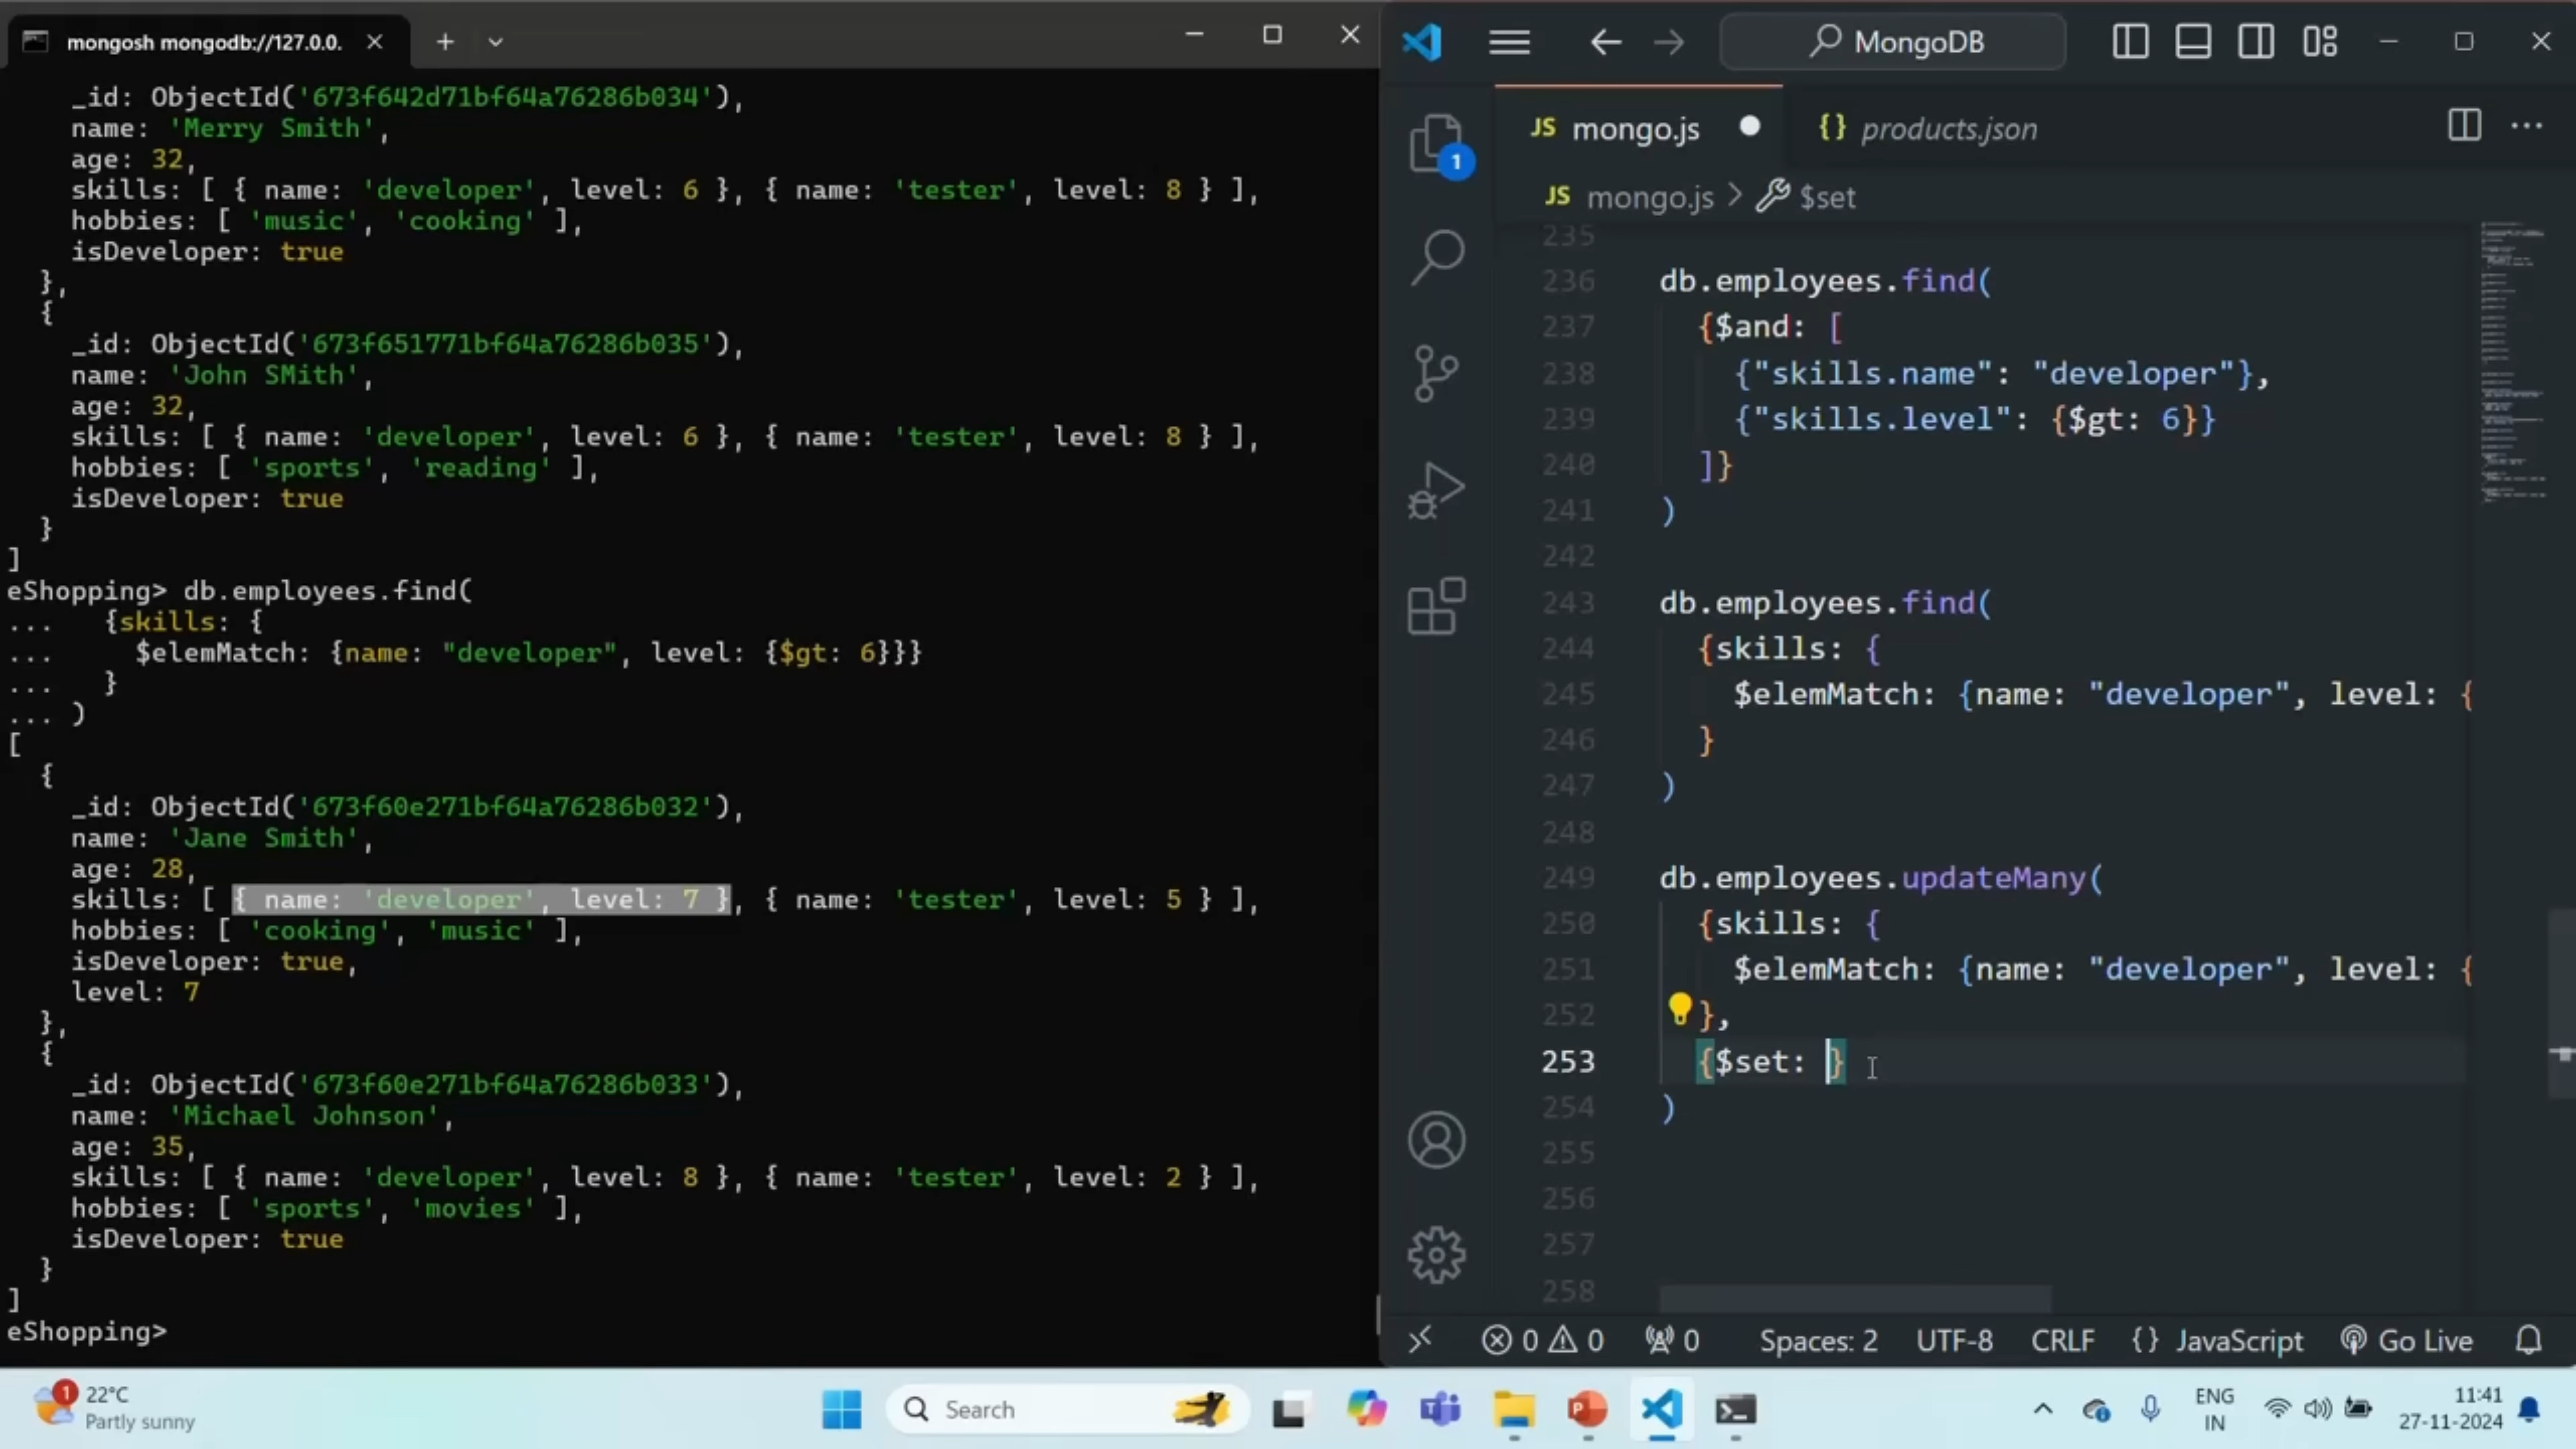 mongosh mongodb://127.0.0.
_id: ObjectId('673f642d71bf64a76286b034'),
name: 'Merry Smith',
age: 32,
skills: [ { name: 'developer', level: 6 }, { name: 'tester', level: 8 } ],
hobbies: [ 'music', 'cooking' ],
isDeveloper: true
},
{
_id: ObjectId('673f651771bf64a76286b035'),
name: 'John SMith',
age: 32,
skills: [ { name: 'developer', level: 6 }, { name: 'tester', level: 8 } ],
hobbies: [ 'sports', 'reading' ],
isDeveloper: true
}
]
eShopping> db.employees.find(
... {skills: {
... $elemMatch: {name: "developer", level: {$gt: 6}}}
... }
... )
[
{
_id: ObjectId('673f60e271bf64a76286b032'),
name: 'Jane Smith',
age: 28,
skills: [ { name: 'developer', level: 7 }, { name: 'tester', level: 5 } ],
hobbies: [ 'cooking', 'music' ],
isDeveloper: true,
level: 7
},
{
_id: ObjectId('673f60e271bf64a76286b033'),
name: 'Michael Johnson',
age: 35,
skills: [ { name: 'developer', level: 8 }, { name: 'tester', level: 2 } ],
hobbies: [ 'sports', 'movies' ],
isDeveloper: true
}
]
eShopping>
MongoDB
JS mongo.js
{} products.json
JS mongo.js > $set
1
235
236 db.employees.find(
237 {$and: [
238 {"skills.name": "developer"},
239 {"skills.level": {$gt: 6}}
240 ]}
241 )
242
243 db.employees.find(
244 {skills: {
245 $elemMatch: {name: "developer", level: {
246 }
247 )
248
249 db.employees.updateMany(
250 {skills: {
251 $elemMatch: {name: "developer", level: {
252 },
253 {$set: }
254 )
255
256
257
258
0 0 0 Spaces: 2 UTF-8 CRLF {} JavaScript Go Live
1 22°C
Partly sunny
Search
ENG
IN
11:41
27-11-2024